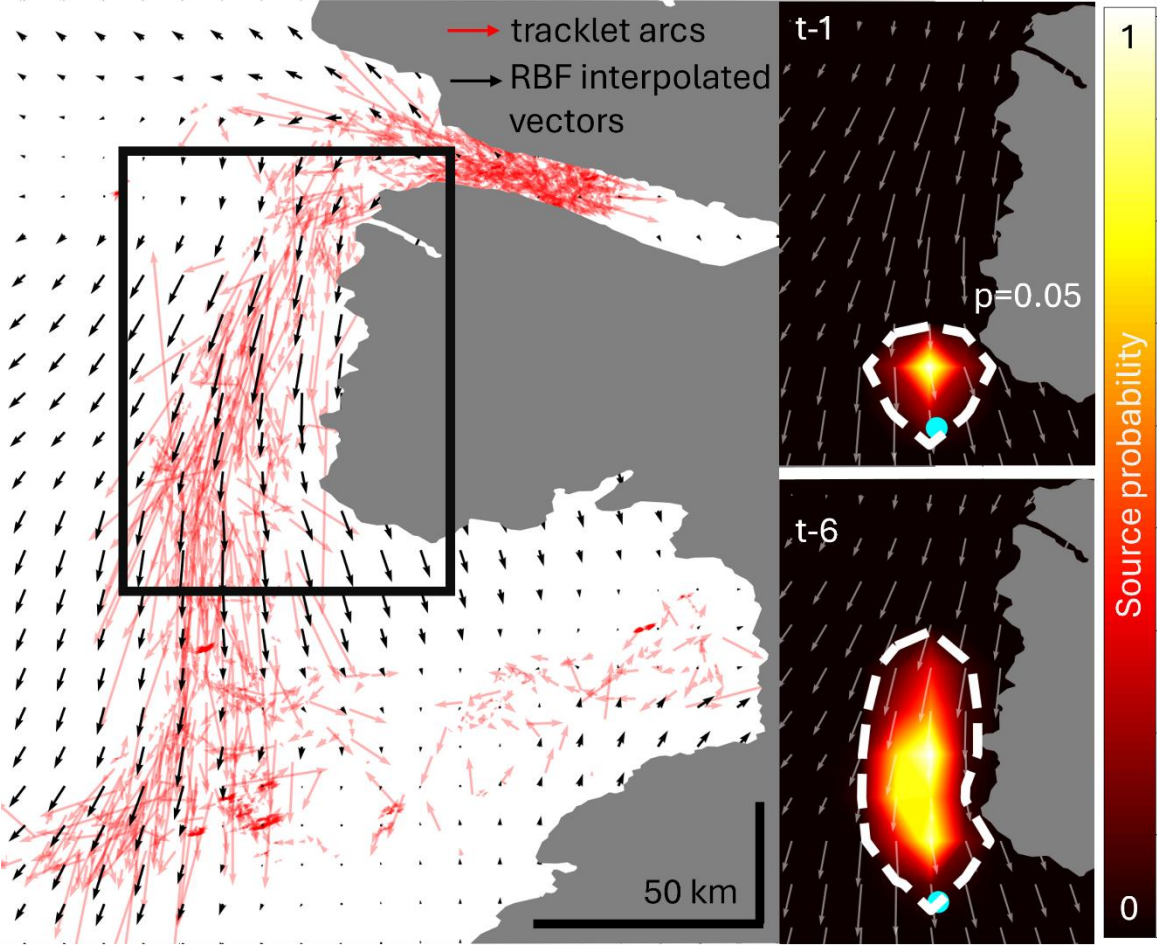 tracklet arcs
RBF interpolated
vectors
50 km
t-1
p=0.05
t-6
1
Source probability
0